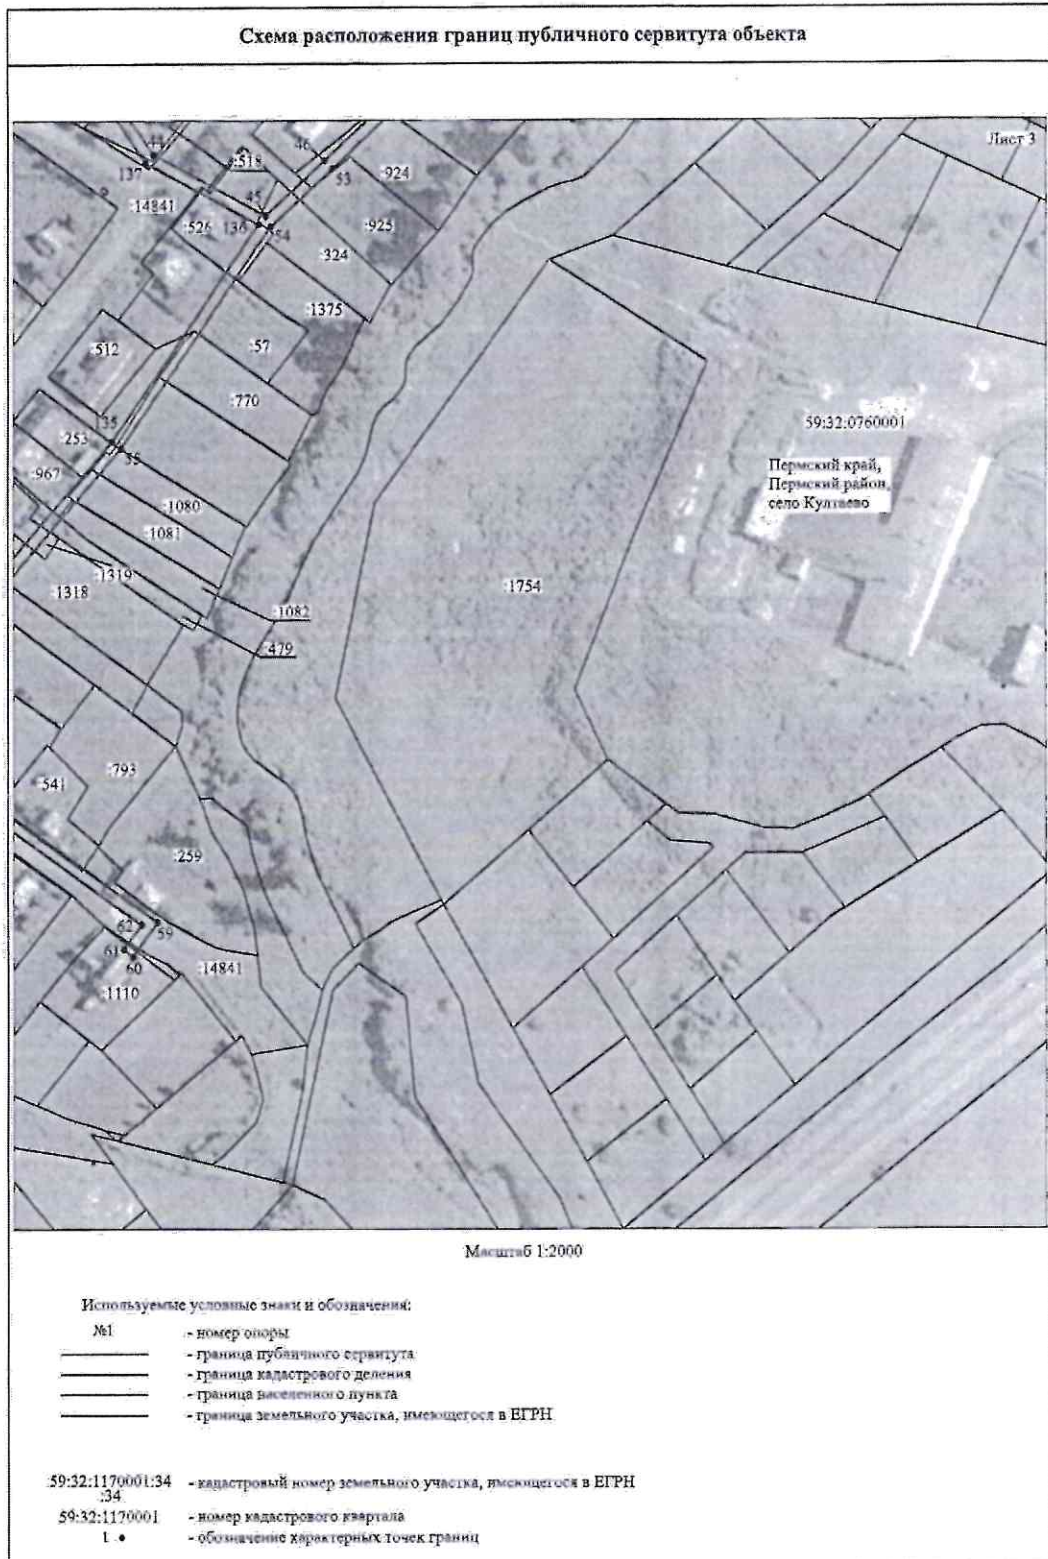 Схема расположения границ публичного сервитута объекта
Лист 3
44
46
:518
137
53
:924
:14841
45
:526
136
54
:925
:324
:1375
:57
:512
:770
135
:253
55
:967
59:32:0760001
Пермский край,
Пермский район,
село Култаево
:1080
:1081
:1319
:1318
:1754
:1082
:479
:793
:541
:259
62
59
61
60
:14841
:1110
Масштаб 1:2000
Используемые условные знаки и обозначения:
№1 - номер опоры
- граница публичного сервитута
- граница кадастрового деления
- граница населенного пункта
- граница земельного участка, имеющегося в ЕГРН
59:32:1170001:34 - кадастровый номер земельного участка, имеющегося в ЕГРН
:34
59:32:1170001 - номер кадастрового квартала
1 • - обозначение характерных точек границ